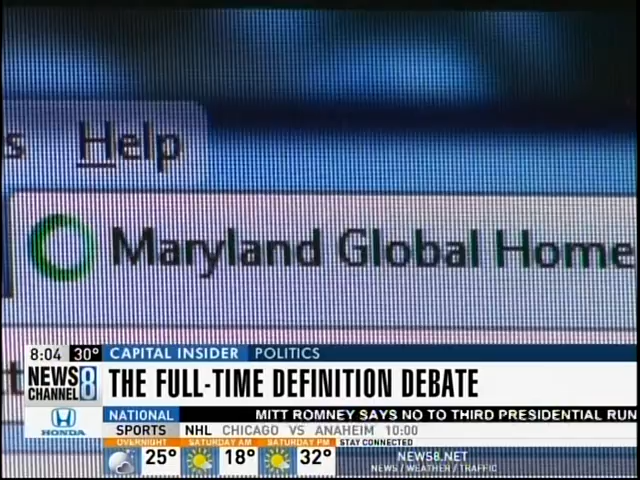 s Help
Maryland Global Home
8:04 30° CAPITAL INSIDER POLITICS
NEWS CHANNEL 8
THE FULL-TIME DEFINITION DEBATE
HONDA
NATIONAL MITT ROMNEY SAYS NO TO THIRD PRESIDENTIAL RUN
SPORTS NHL CHICAGO VS ANAHEIM 10:00
OVERNIGHT SATURDAY AM SATURDAY PM STAY CONNECTED
25° 18° 32° NEWS8.NET
NEWS / WEATHER / TRAFFIC